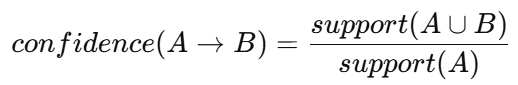 confidence(A → B) = support(A ∪ B) / support(A)